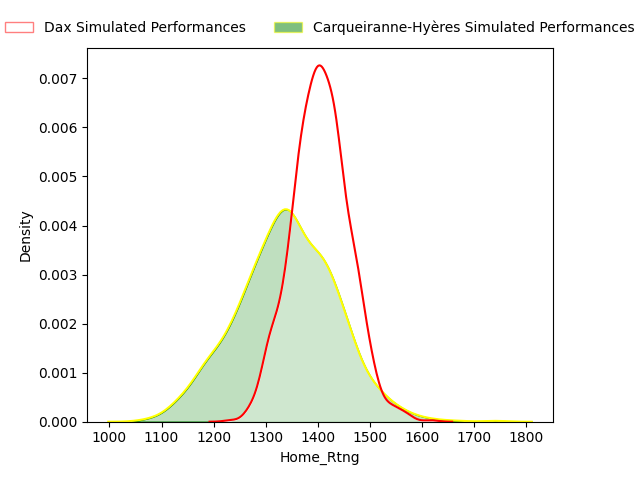 Dax Simulated Performances
Carqueiranne-Hyères Simulated Performances
0.007
0.006
0.005
0.004
0.003
0.002
0.001
0.000
Density
1000 1100 1200 1300 1400 1500 1600 1700 1800
Home_Rtng